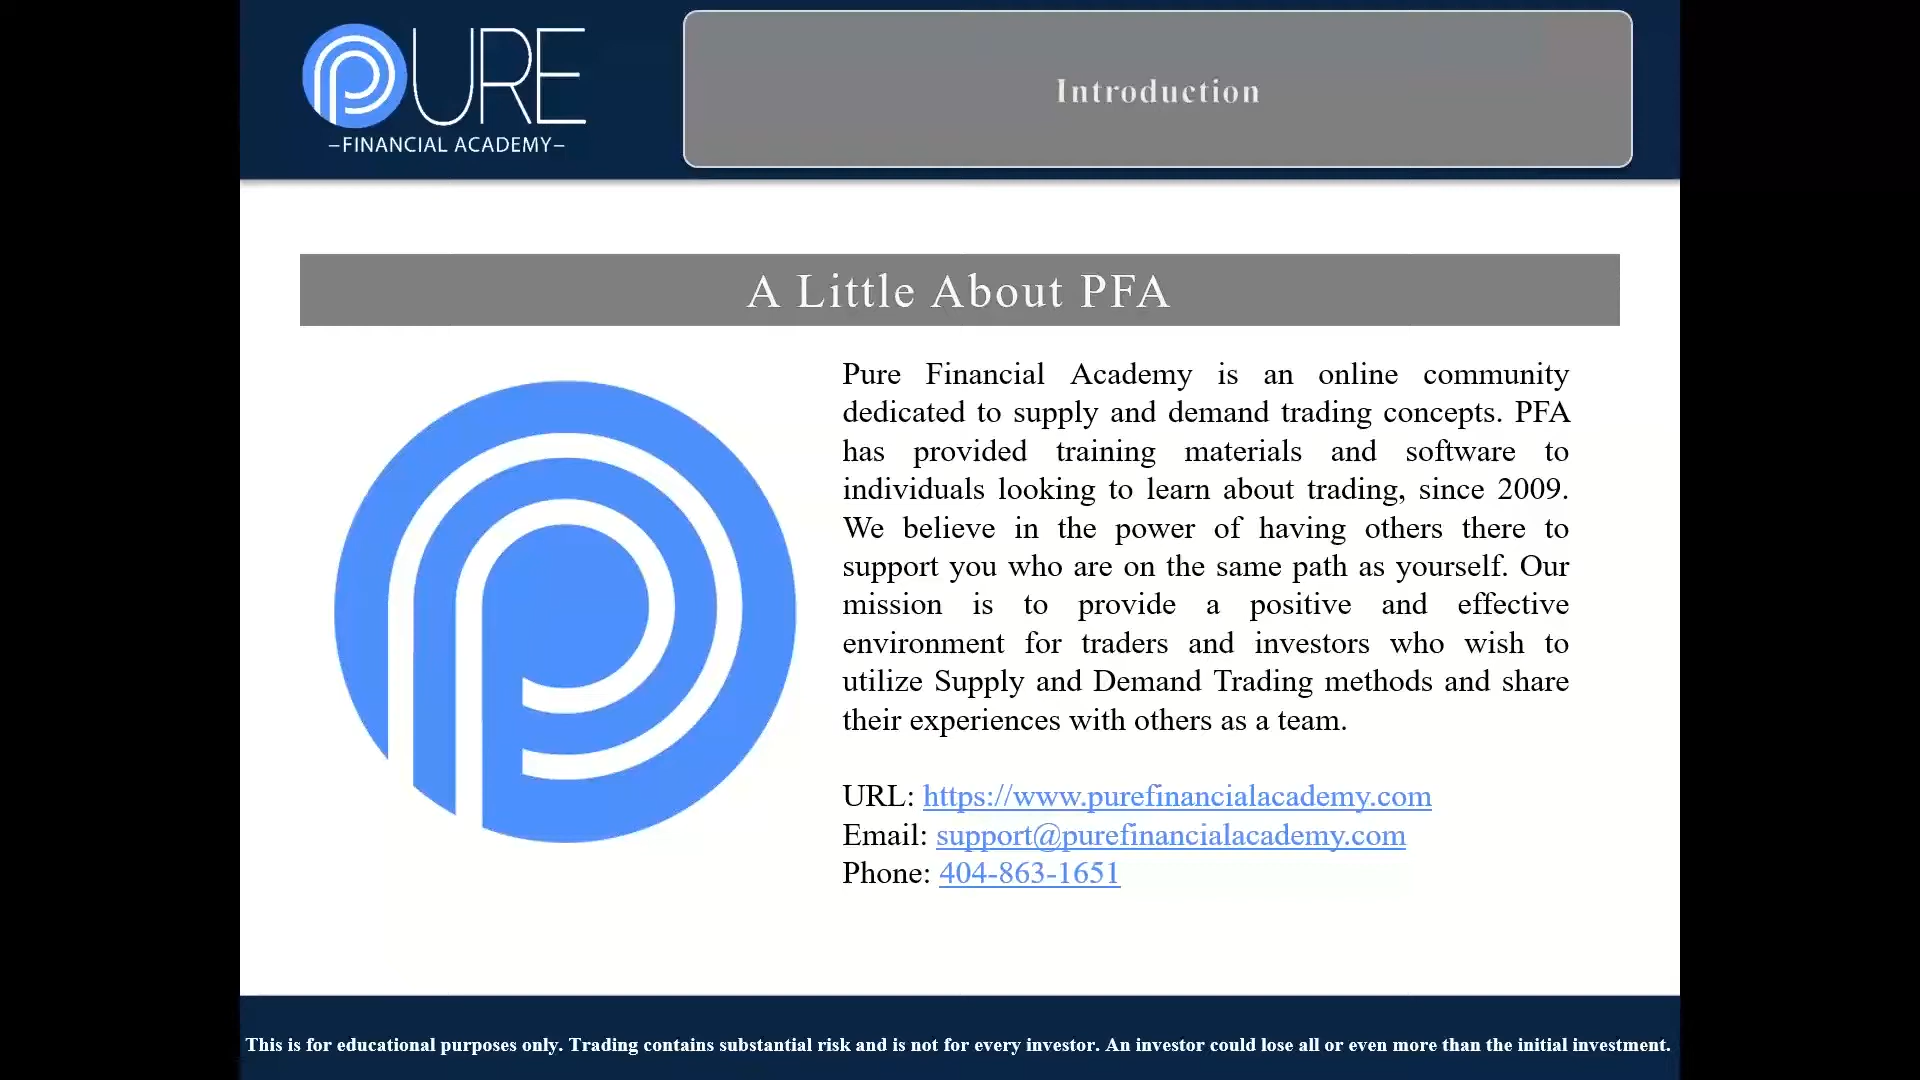 PURE
–FINANCIAL ACADEMY–
Introduction
A Little About PFA
Pure Financial Academy is an online community
dedicated to supply and demand trading concepts. PFA
has provided training materials and software to
individuals looking to learn about trading, since 2009.
We believe in the power of having others there to
support you who are on the same path as yourself. Our
mission is to provide a positive and effective
environment for traders and investors who wish to
utilize Supply and Demand Trading methods and share
their experiences with others as a team.
URL: https://www.purefinancialacademy.com
Email: support@purefinancialacademy.com
Phone: 404-863-1651
This is for educational purposes only. Trading contains substantial risk and is not for every investor. An investor could lose all or even more than the initial investment.